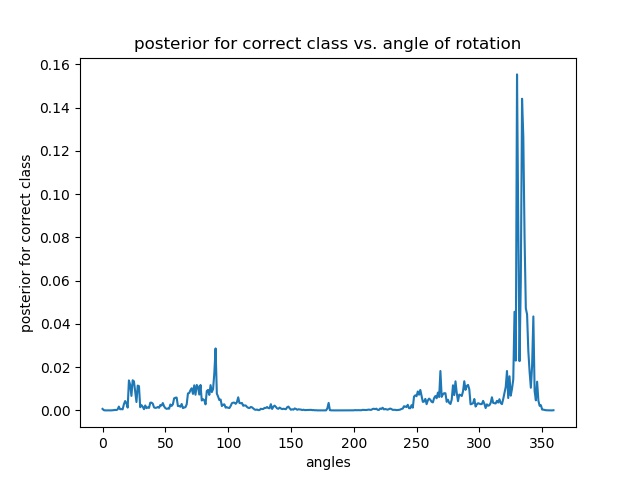 posterior for correct class vs. angle of rotation
0.16
0.14
0.12
0.10
0.08
0.06
0.04
0.02
0.00
posterior for correct class
0 50 100 150 200 250 300 350
angles